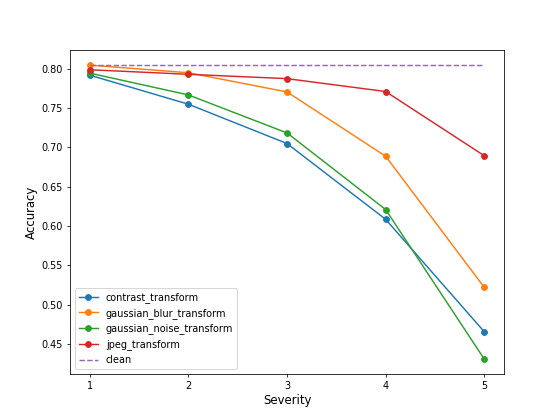 0.80
0.75
0.70
0.65
0.60
0.55
0.50
0.45
Accuracy
contrast_transform
gaussian_blur_transform
gaussian_noise_transform
jpeg_transform
clean
1 2 3 4 5
Severity